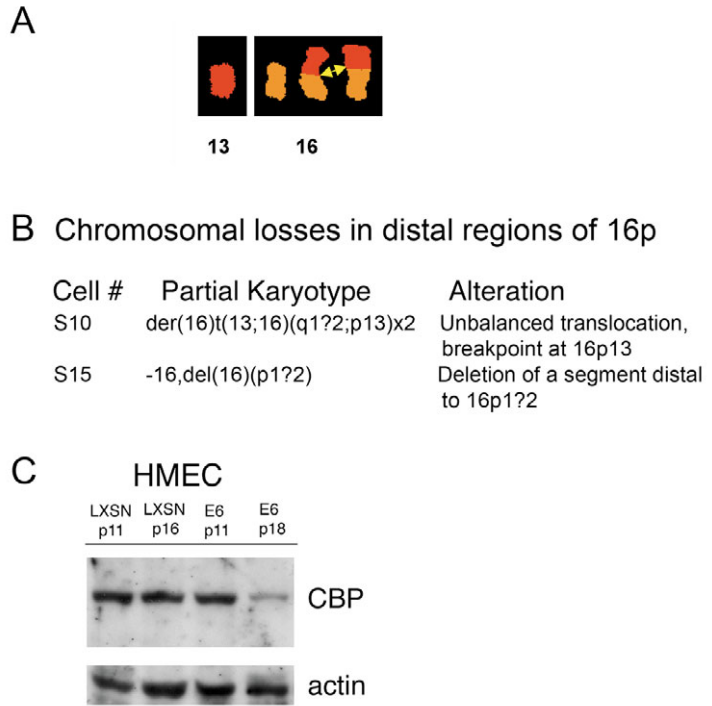 A
13 16
B Chromosomal losses in distal regions of 16p
Cell # Partial Karyotype Alteration
S10 der(16)t(13;16)(q1?2;p13)x2 Unbalanced translocation,
breakpoint at 16p13
S15 -16,del(16)(p1?2) Deletion of a segment distal
to 16p1?2
C HMEC
LXSN LXSN E6 E6
p11 p16 p11 p18
CBP
actin